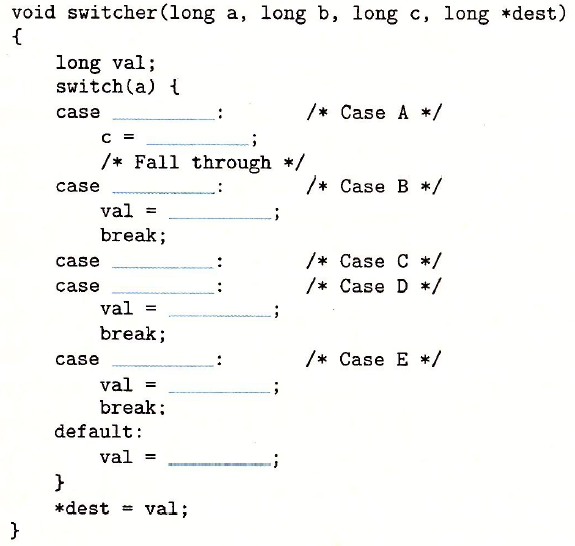 void switcher(long a, long b, long c, long *dest)
{
    long val;
    switch(a) {
    case ________:        /* Case A */
        c = ________;
        /* Fall through */
    case ________:        /* Case B */
        val = ________;
        break;
    case ________:        /* Case C */
    case ________:        /* Case D */
        val = ________;
        break;
    case ________:        /* Case E */
        val = ________;
        break;
    default:
        val = ________;
    }
    *dest = val;
}